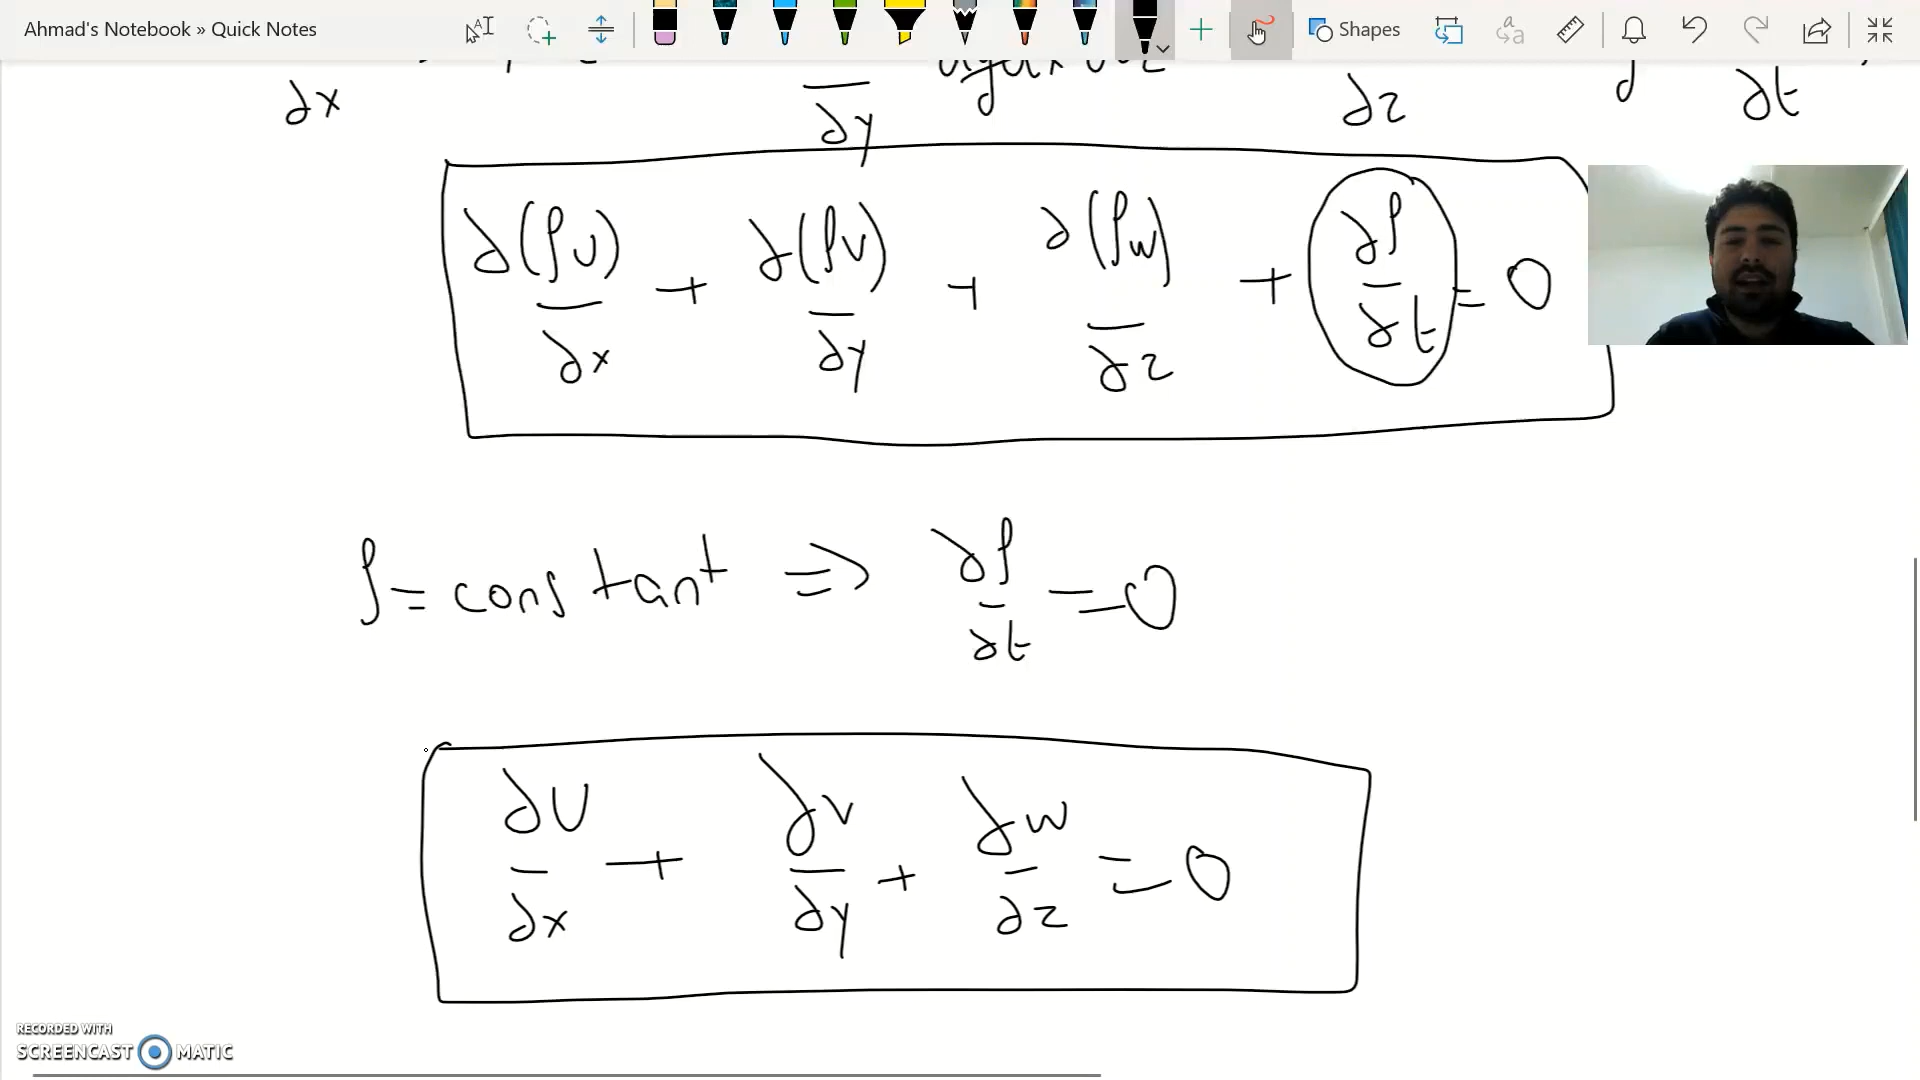 Ahmad's Notebook » Quick Notes
Shapes
∂x ∂y ∂z ∂t
∂(ρu)/∂x + ∂(ρv)/∂y + ∂(ρw)/∂z + ∂ρ/∂t = 0
ρ = constant => ∂ρ/∂t = 0
∂u/∂x + ∂v/∂y + ∂w/∂z = 0
RECORDED WITH
SCREENCAST MATIC